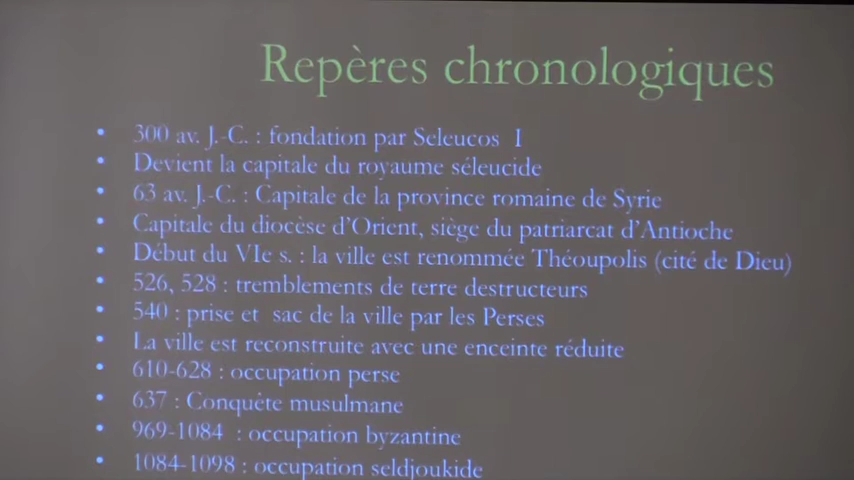 Repères chronologiques
• 300 av. J.-C. : fondation par Seleucos I
• Devient la capitale du royaume séleucide
• 63 av. J.-C. : Capitale de la province romaine de Syrie
• Capitale du diocèse d'Orient, siège du patriarcat d'Antioche
• Début du VIe s. : la ville est renommée Théoupolis (cité de Dieu)
• 526, 528 : tremblements de terre destructeurs
• 540 : prise et sac de la ville par les Perses
• La ville est reconstruite avec une enceinte réduite
• 610-628 : occupation perse
• 637 : Conquête musulmane
• 969-1084 : occupation byzantine
• 1084-1098 : occupation seldjoukide